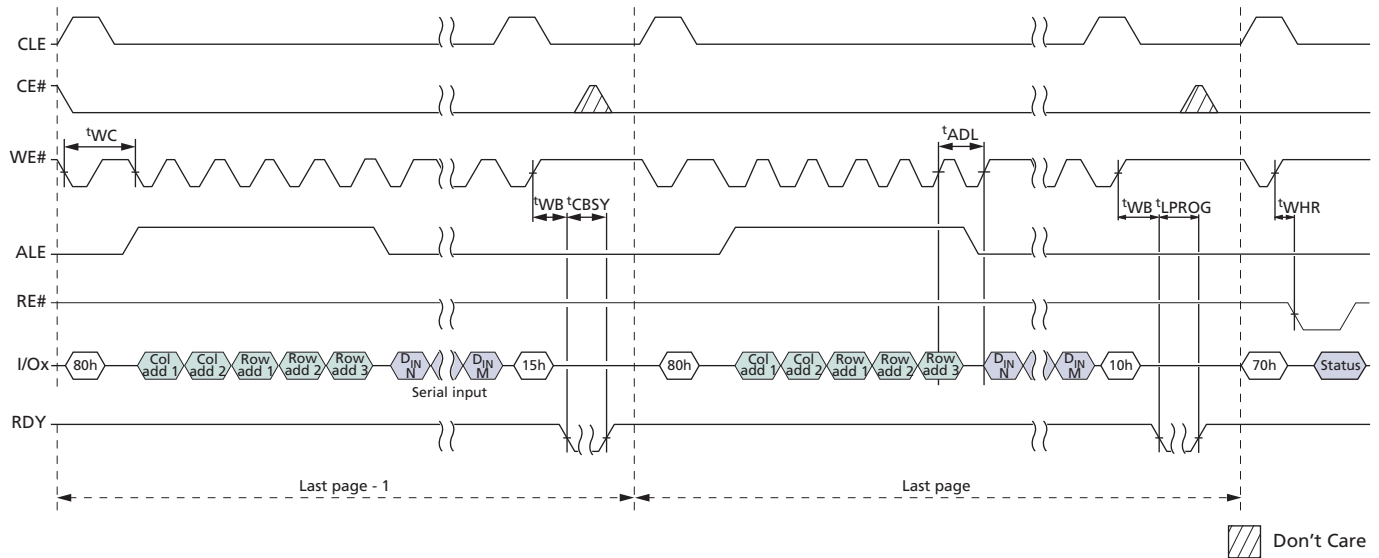 CLE
CE#
tWC
tADL
WE#
tWB tCBSY
tWB tLPROG
tWHR
ALE
RE#
I/Ox
80h
Col add 1
Col add 2
Row add 1
Row add 2
Row add 3
DIN N
DIN M
15h
80h
Col add 1
Col add 2
Row add 1
Row add 2
Row add 3
DIN N
DIN M
10h
70h
Status
Serial input
RDY
Last page - 1
Last page
Don't Care